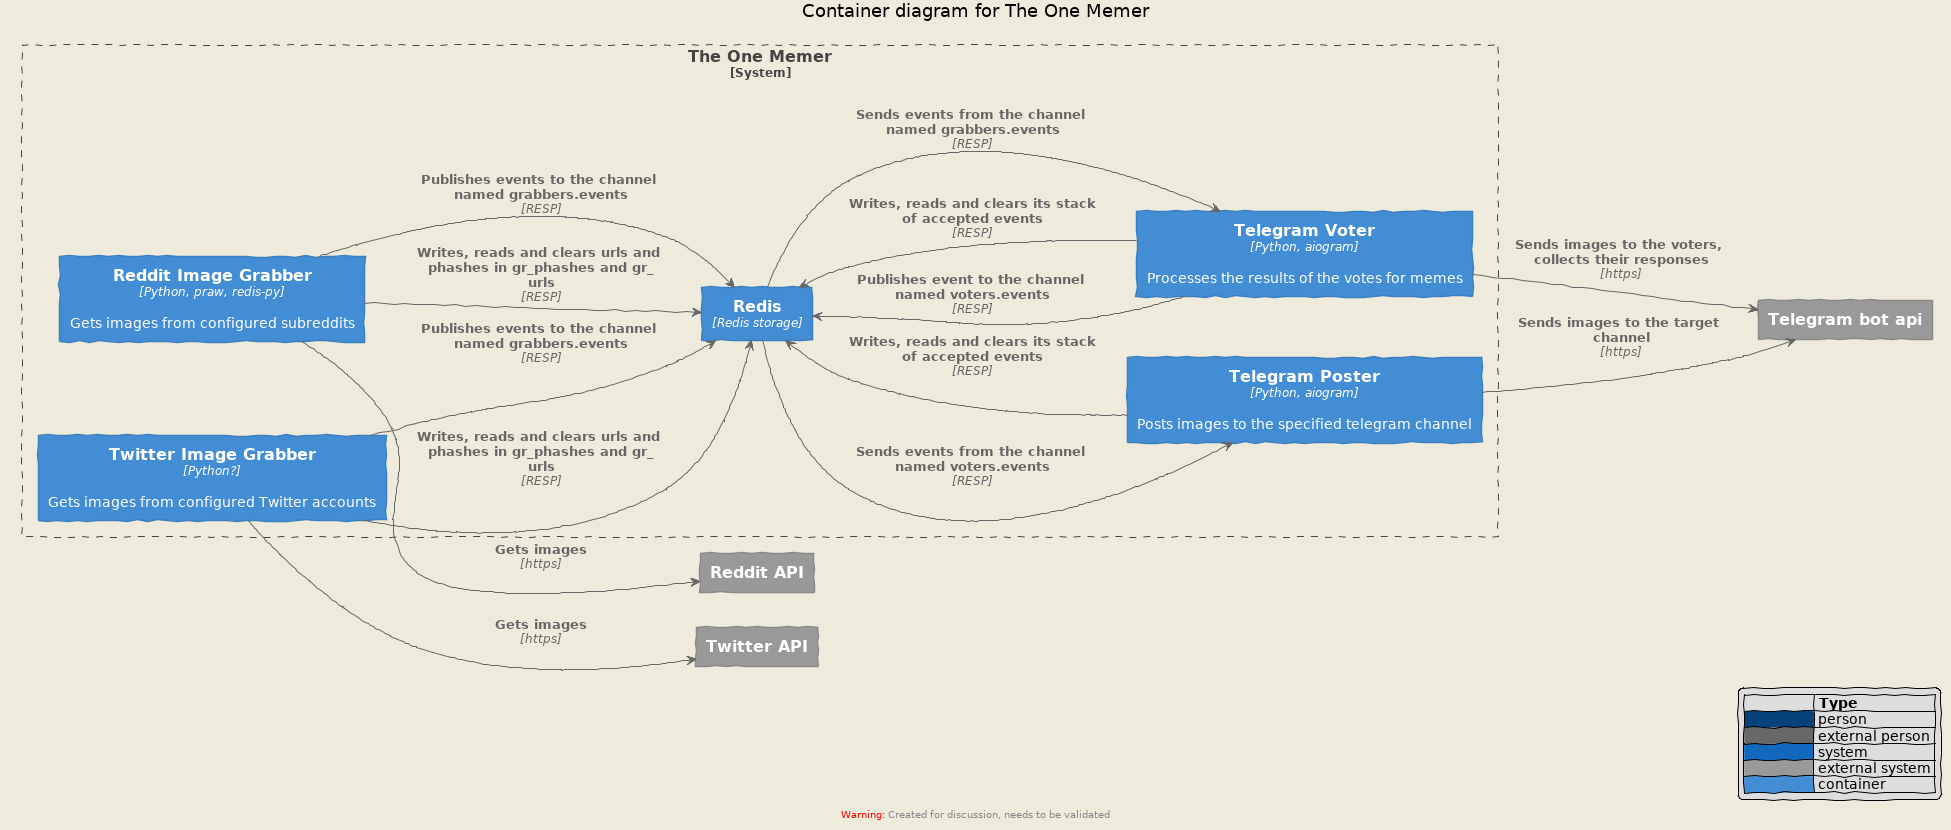 Container diagram for The One Memer
The One Memer
[System]
Sends events from the channel
named grabbers.events
[RESP]
Publishes events to the channel
named grabbers.events
[RESP]
Writes, reads and clears its stack
of accepted events
[RESP]
Telegram Voter
[Python, aiogram]
Processes the results of the votes for memes
Sends images to the voters,
collects their responses
[https]
Writes, reads and clears urls and
phashes in gr_phashes and gr_
urls
[RESP]
Reddit Image Grabber
[Python, praw, redis-py]
Gets images from configured subreddits
Publishes event to the channel
named voters.events
[RESP]
Redis
[Redis storage]
Telegram bot api
Publishes events to the channel
named grabbers.events
[RESP]
Writes, reads and clears its stack
of accepted events
[RESP]
Sends images to the target
channel
[https]
Telegram Poster
[Python, aiogram]
Posts images to the specified telegram channel
Twitter Image Grabber
[Python?]
Gets images from configured Twitter accounts
Writes, reads and clears urls and
phashes in gr_phashes and gr_
urls
[RESP]
Sends events from the channel
named voters.events
[RESP]
Gets images
[https]
Reddit API
Gets images
[https]
Twitter API
Type
person
external person
system
external system
container
Warning: Created for discussion, needs to be validated